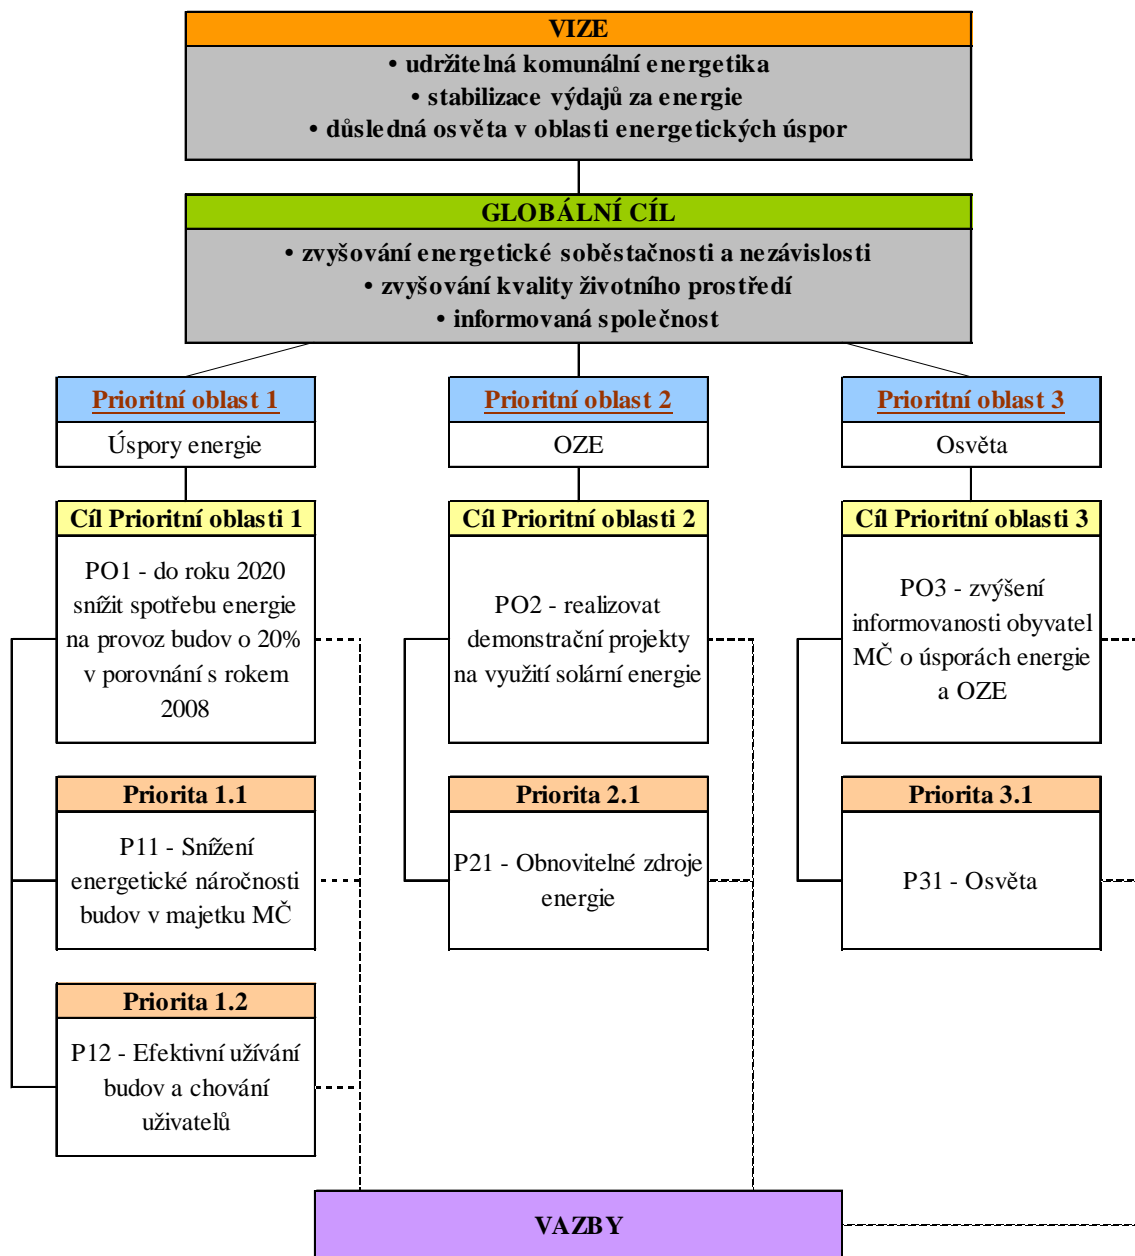 VIZE
• udržitelná komunální energetika
• stabilizace výdajů za energie
• důsledná osvěta v oblasti energetických úspor
GLOBÁLNÍ CÍL
• zvyšování energetické soběstačnosti a nezávislosti
• zvyšování kvality životního prostředí
• informovaná společnost
Prioritní oblast 1
Úspory energie
Cíl Prioritní oblasti 1
PO1 - do roku 2020
snížit spotřebu energie
na provoz budov o 20%
v porovnání s rokem
2008
Priorita 1.1
P11 - Snížení
energetické náročnosti
budov v majetku MČ
Priorita 1.2
P12 - Efektivní užívání
budov a chování
uživatelů
Prioritní oblast 2
OZE
Cíl Prioritní oblasti 2
PO2 - realizovat
demonstrační projekty
na využití solární energie
Priorita 2.1
P21 - Obnovitelné zdroje
energie
Prioritní oblast 3
Osvěta
Cíl Prioritní oblasti 3
PO3 - zvýšení
informovanosti obyvatel
MČ o úsporách energie
a OZE
Priorita 3.1
P31 - Osvěta
VAZBY